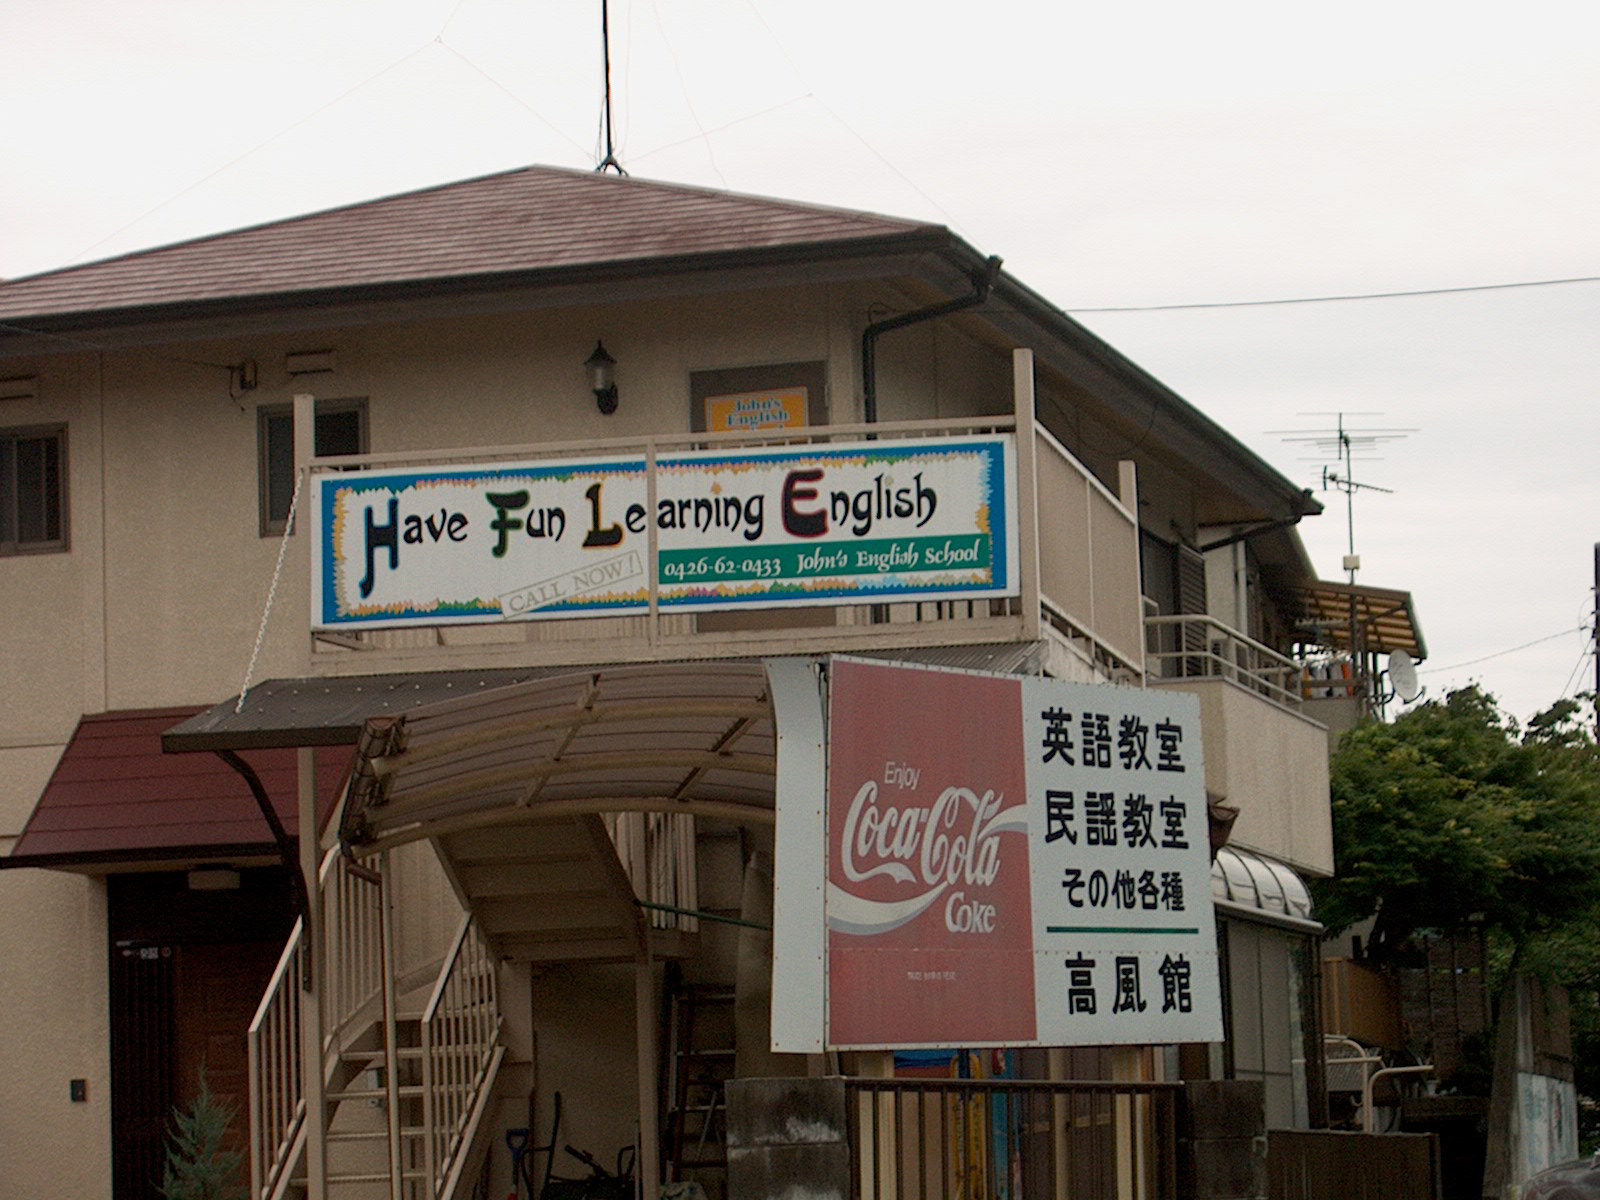 John's
English
Have Fun Learning English
CALL NOW!
0426-62-0433 John's English School
Enjoy
Coca-Cola
Coke
英語教室
民謡教室
その他各種
高風館